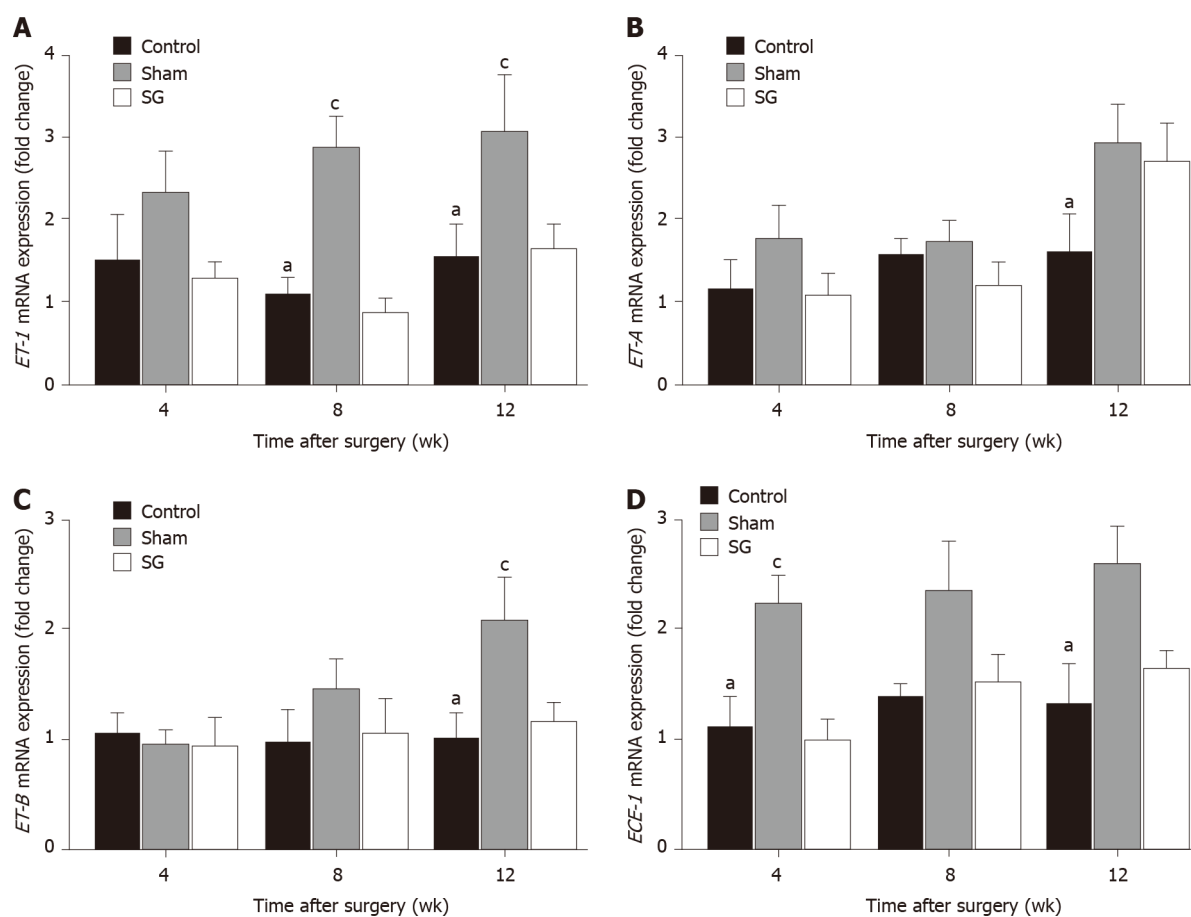 A
Control
Sham
SG
ET-1 mRNA expression (fold change)
4
3
2
1
0
a
c
a
c
4
8
12
Time after surgery (wk)
B
Control
Sham
SG
ET-A mRNA expression (fold change)
4
3
2
1
0
a
4
8
12
Time after surgery (wk)
C
Control
Sham
SG
ET-B mRNA expression (fold change)
3
2
1
0
a
c
4
8
12
Time after surgery (wk)
D
Control
Sham
SG
ECE-1 mRNA expression (fold change)
3
2
1
0
a
c
a
4
8
12
Time after surgery (wk)